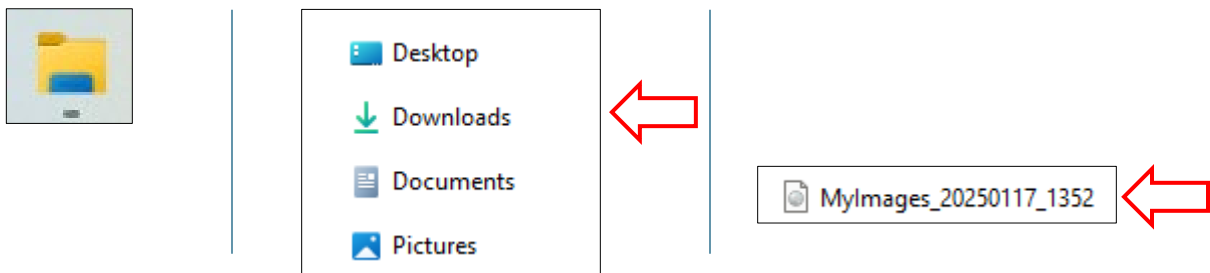 Desktop
Downloads
Documents
Pictures
MyImages_20250117_1352